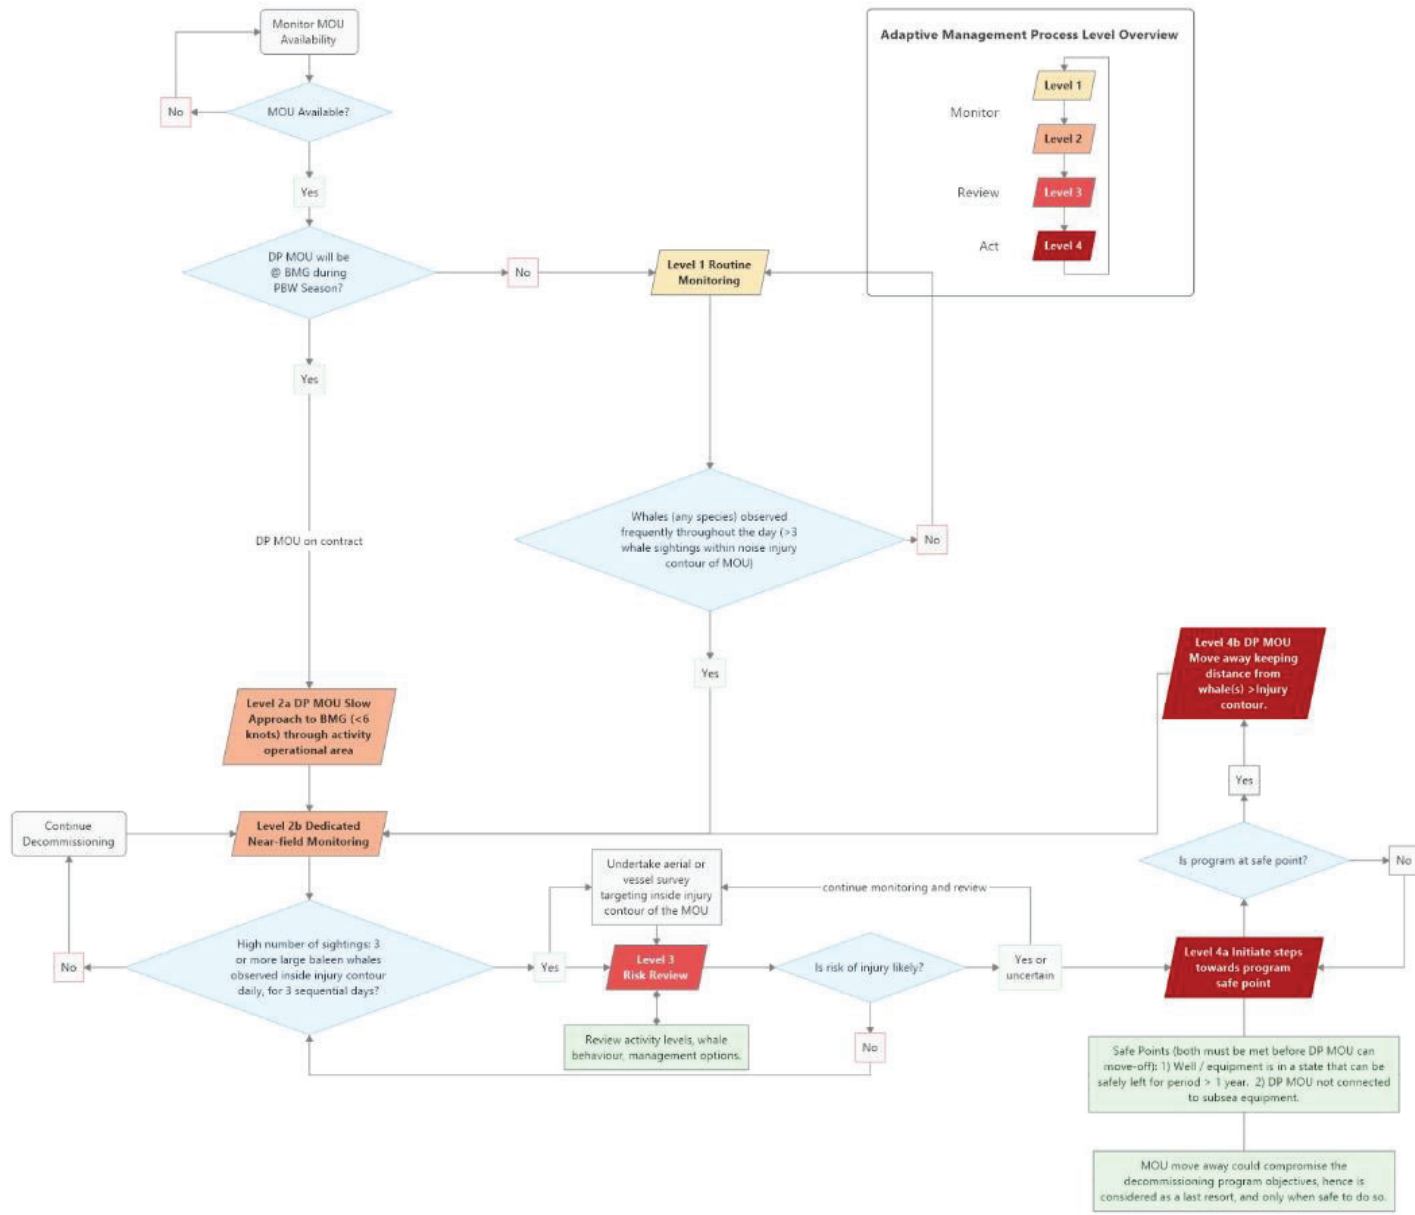 Monitor MOU
Availability
Adaptive Management Process Level Overview
Level 1
Monitor
No
MOU Available?
Level 2
Yes
Review
Level 3
Act
Level 4
DP MOU will be
@ BMG during
PBW Season?
No
Level 1 Routine
Monitoring
Yes
DP MOU on contract
Whales (any species) observed
frequently throughout the day (>3
whale sightings within noise injury
contour of MOU)
No
Yes
Level 4b DP MOU
Move away keeping
distance from
whale(s) >Injury
contour.
Level 2a DP MOU Slow
Approach to BMG (<6
knots) through activity
operational area
Yes
Continue
Decommissioning
Level 2b Dedicated
Near-field Monitoring
Undertake aerial or
vessel survey
targeting inside injury
contour of the MOU
continue monitoring and review
Is program at safe point?
No
High number of sightings: 3
or more large baleen whales
observed inside injury contour
daily, for 3 sequential days?
No
Yes
Level 3
Risk Review
Is risk of injury likely?
Yes or
uncertain
Level 4a Initiate steps
towards program
safe point
Review activity levels, whale
behaviour, management options.
No
Safe Points (both must be met before DP MOU can
move-off): 1) Well / equipment is in a state that can be
safely left for period > 1 year. 2) DP MOU not connected
to subsea equipment.
MOU move away could compromise the
decommissioning program objectives, hence is
considered as a last resort, and only when safe to do so.